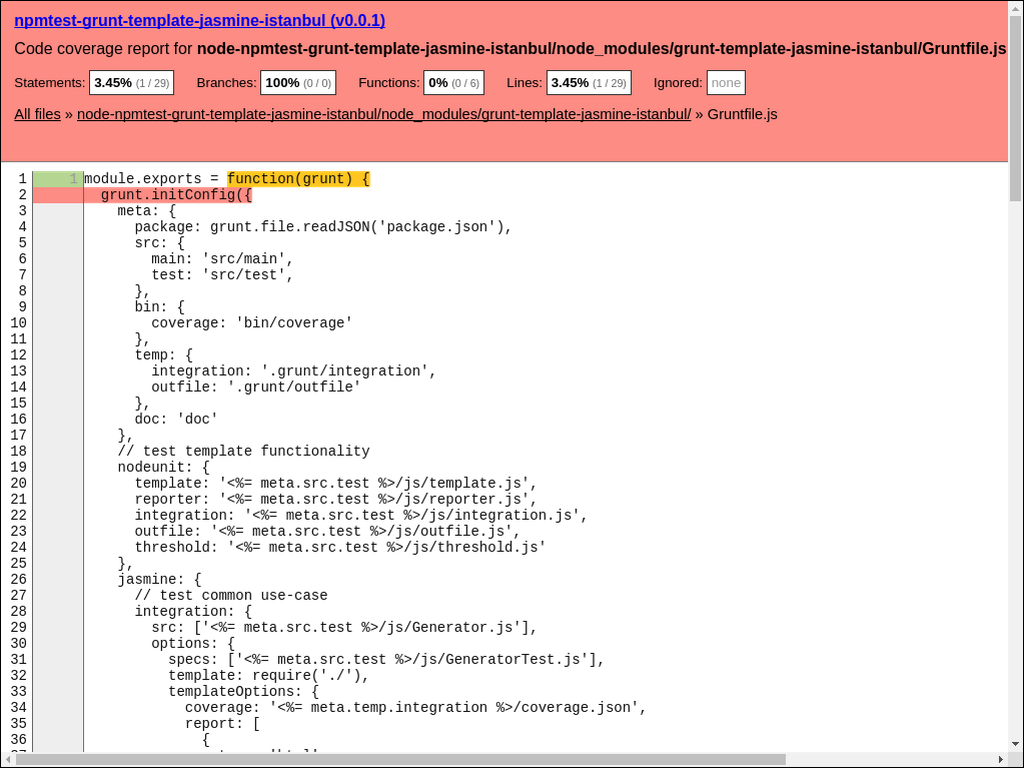 npmtest-grunt-template-jasmine-istanbul (v0.0.1)
Code coverage report for node-npmtest-grunt-template-jasmine-istanbul/node_modules/grunt-template-jasmine-istanbul/Gruntfile.js
Statements: 3.45% (1 / 29) Branches: 100% (0 / 0) Functions: 0% (0 / 6) Lines: 3.45% (1 / 29) Ignored: none
All files » node-npmtest-grunt-template-jasmine-istanbul/node_modules/grunt-template-jasmine-istanbul/ » Gruntfile.js
1 1 module.exports = function(grunt) {
2 grunt.initConfig({
3 meta: {
4 package: grunt.file.readJSON('package.json'),
5 src: {
6 main: 'src/main',
7 test: 'src/test',
8 },
9 bin: {
10 coverage: 'bin/coverage'
11 },
12 temp: {
13 integration: '.grunt/integration',
14 outfile: '.grunt/outfile'
15 },
16 doc: 'doc'
17 },
18 // test template functionality
19 nodeunit: {
20 template: '<%= meta.src.test %>/js/template.js',
21 reporter: '<%= meta.src.test %>/js/reporter.js',
22 integration: '<%= meta.src.test %>/js/integration.js',
23 outfile: '<%= meta.src.test %>/js/outfile.js',
24 threshold: '<%= meta.src.test %>/js/threshold.js'
25 },
26 jasmine: {
27 // test common use-case
28 integration: {
29 src: ['<%= meta.src.test %>/js/Generator.js'],
30 options: {
31 specs: ['<%= meta.src.test %>/js/GeneratorTest.js'],
32 template: require('./'),
33 templateOptions: {
34 coverage: '<%= meta.temp.integration %>/coverage.json',
35 report: [
36 {